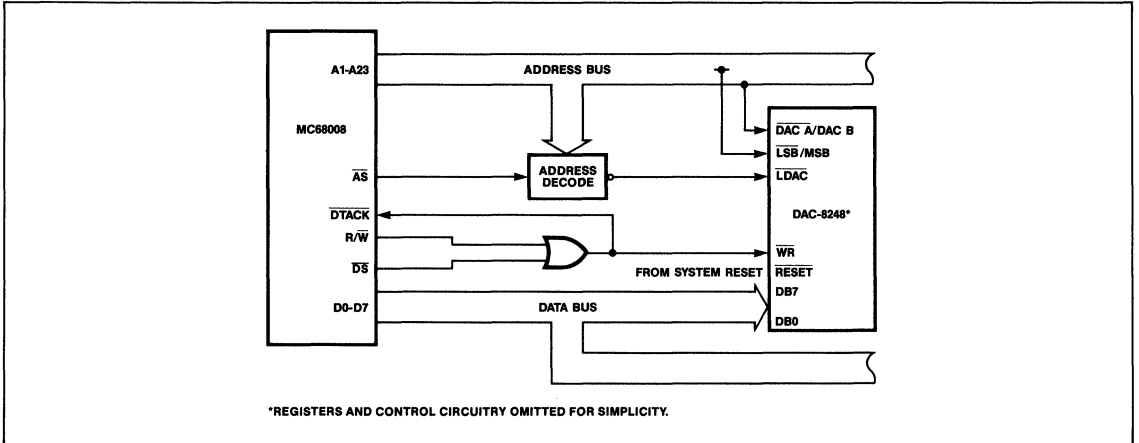 A1-A23
ADDRESS BUS
MC68008
DAC A/DAC B
LSB/MSB
AS
ADDRESS
DECODE
LDAC
DTACK
DAC-8248*
R/W
WR
DS
FROM SYSTEM RESET
RESET
DB7
D0-D7
DATA BUS
DB0
*REGISTERS AND CONTROL CIRCUITRY OMITTED FOR SIMPLICITY.